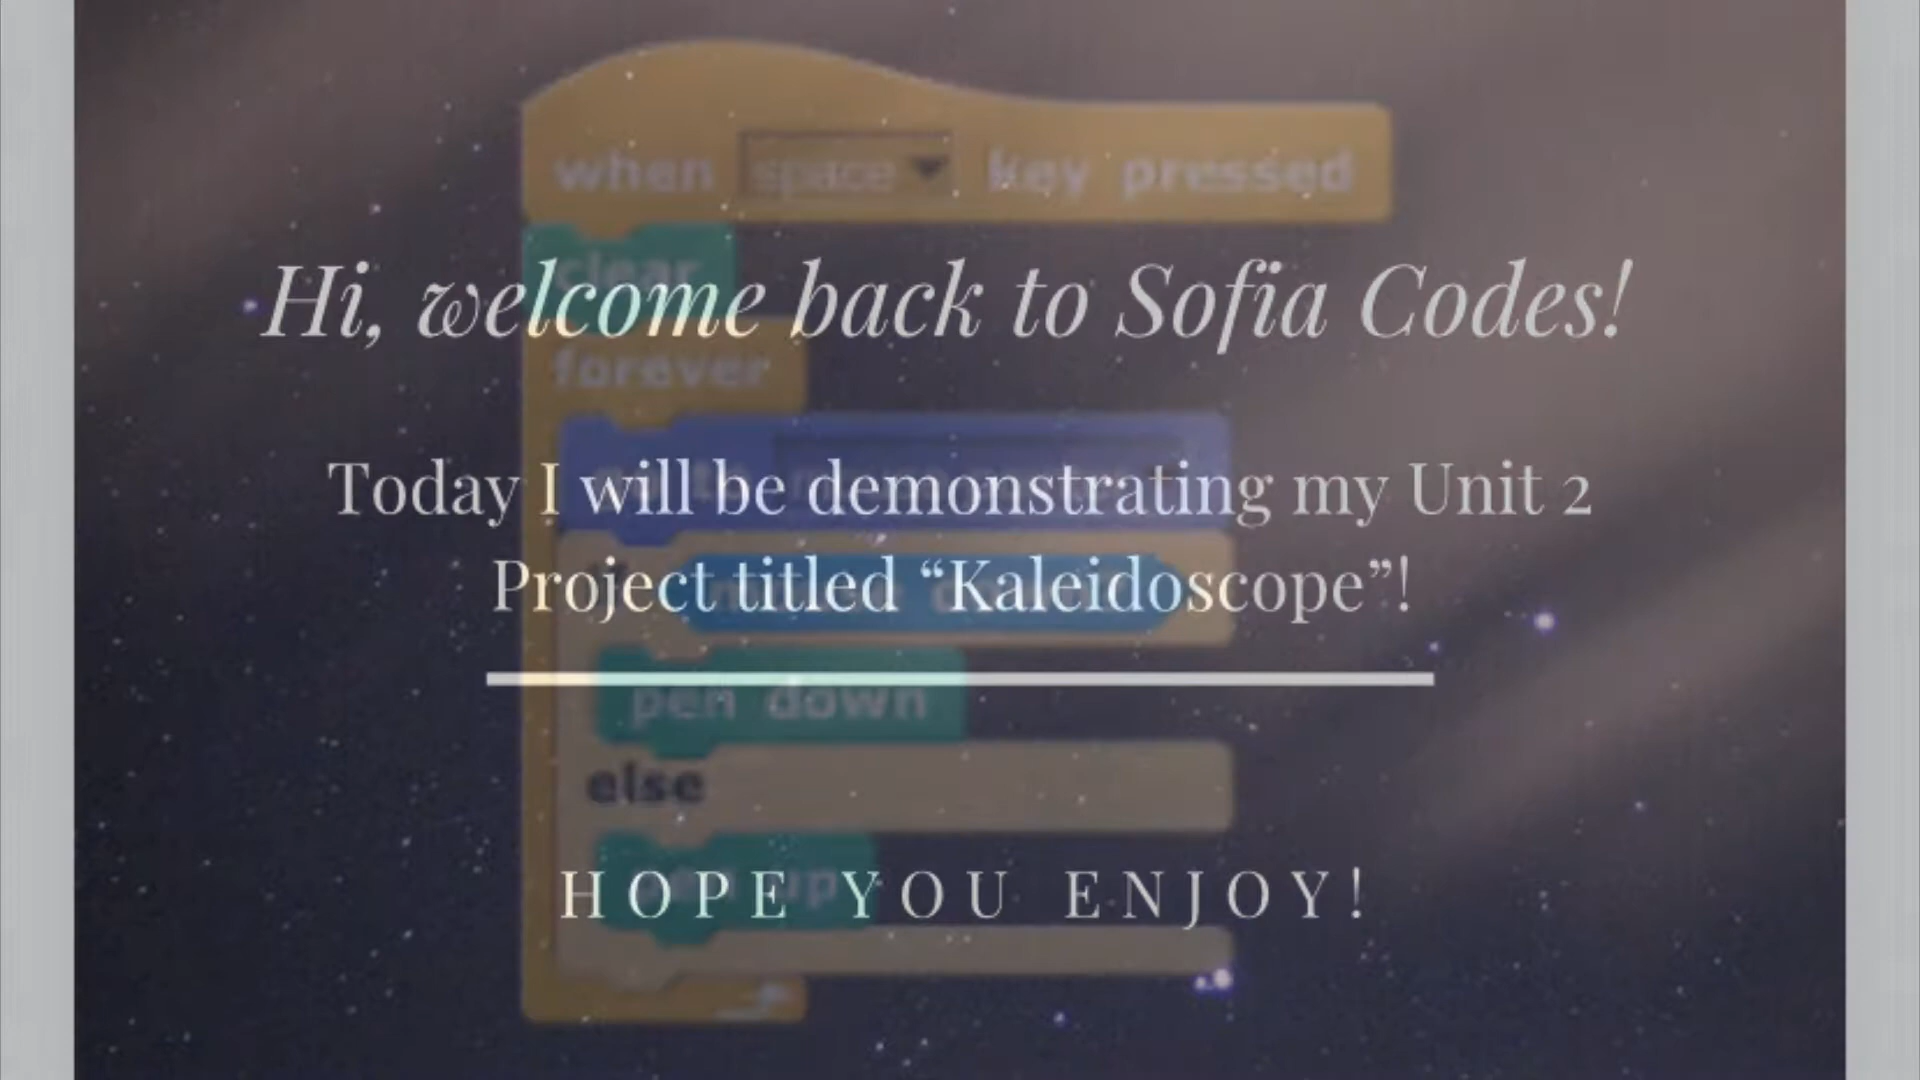 when space key pressed
clear
Hi, welcome back to Sofia Codes!
forever
Today I will be demonstrating my Unit 2
Project titled “Kaleidoscope”!
pen down
else
up
HOPE YOU ENJOY!